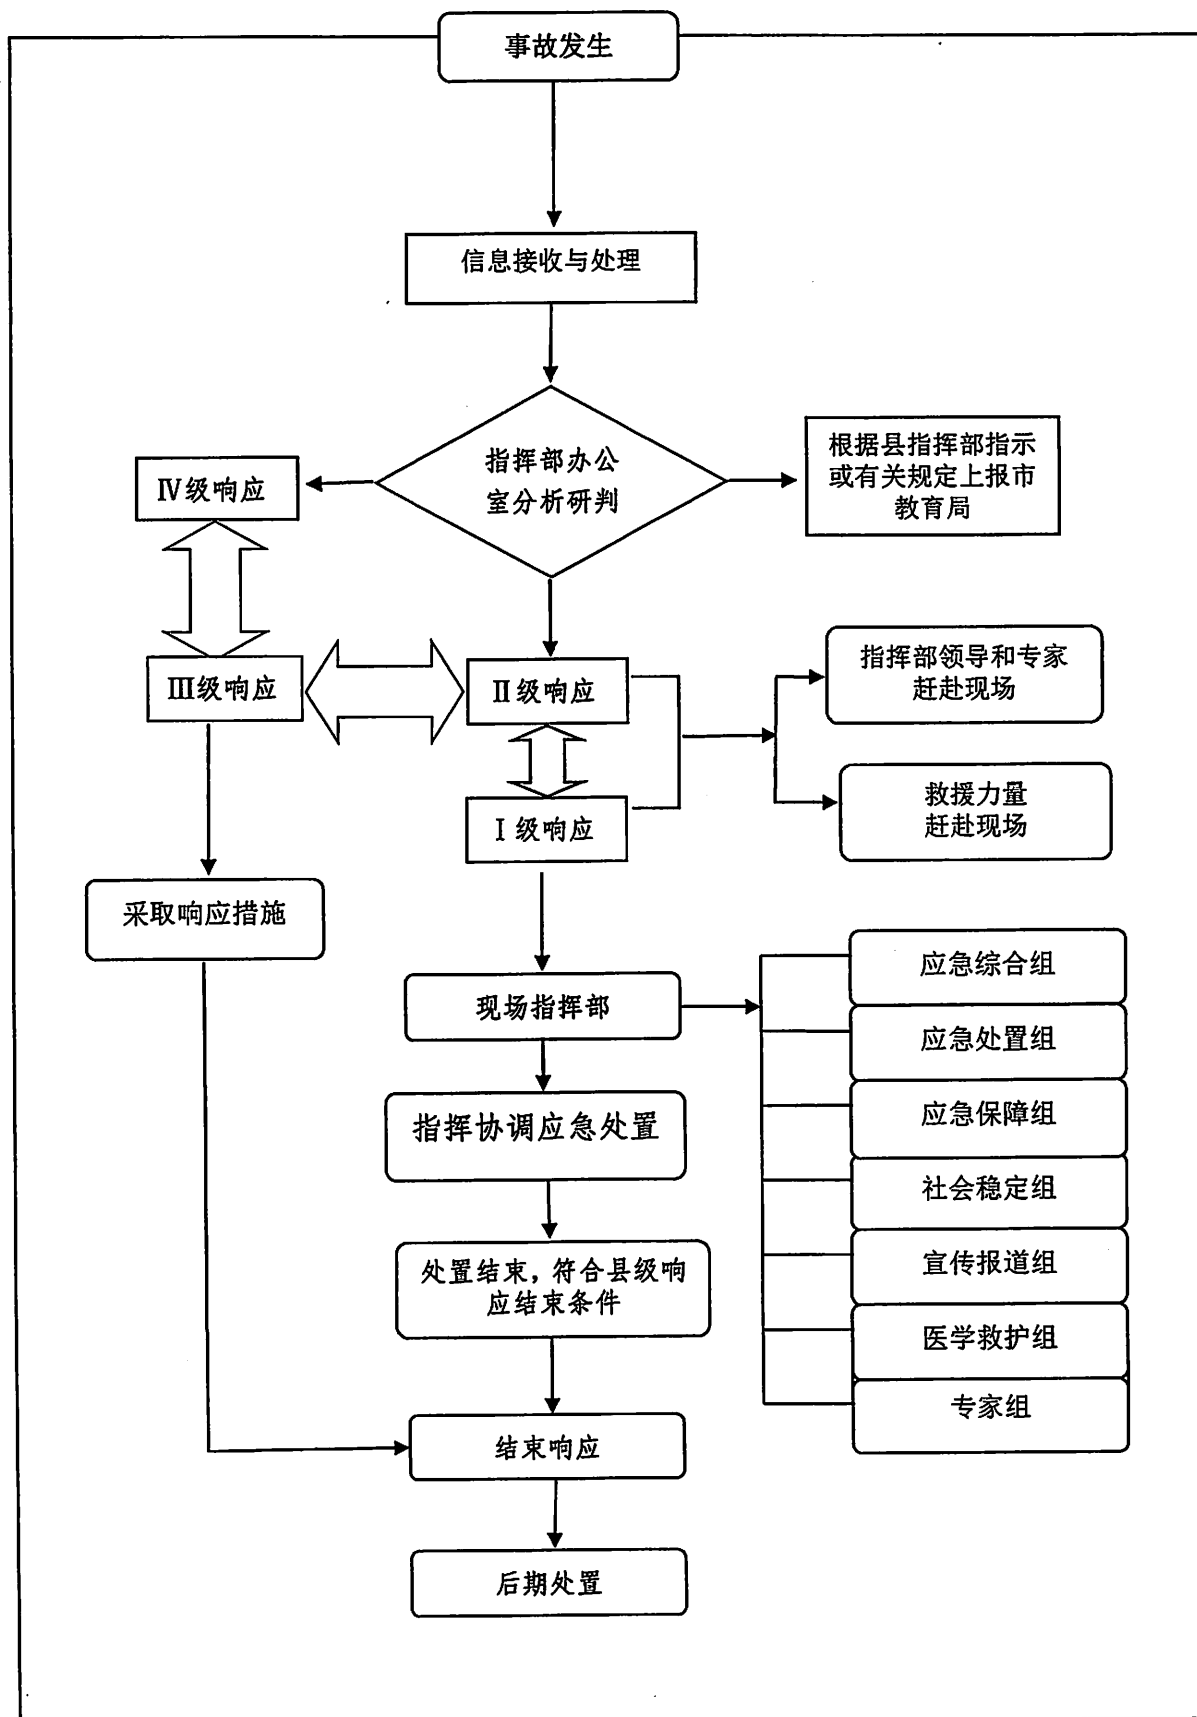 事故发生
信息接收与处理
指挥部办公
室分析研判
根据县指挥部指示
或有关规定上报市
教育局
Ⅳ级响应
Ⅲ级响应
Ⅱ级响应
指挥部领导和专家
赶赴现场
Ⅰ级响应
救援力量
赶赴现场
采取响应措施
现场指挥部
应急综合组
应急处置组
应急保障组
社会稳定组
宣传报道组
医学救护组
专家组
指挥协调应急处置
处置结束，符合县级响
应结束条件
结束响应
后期处置